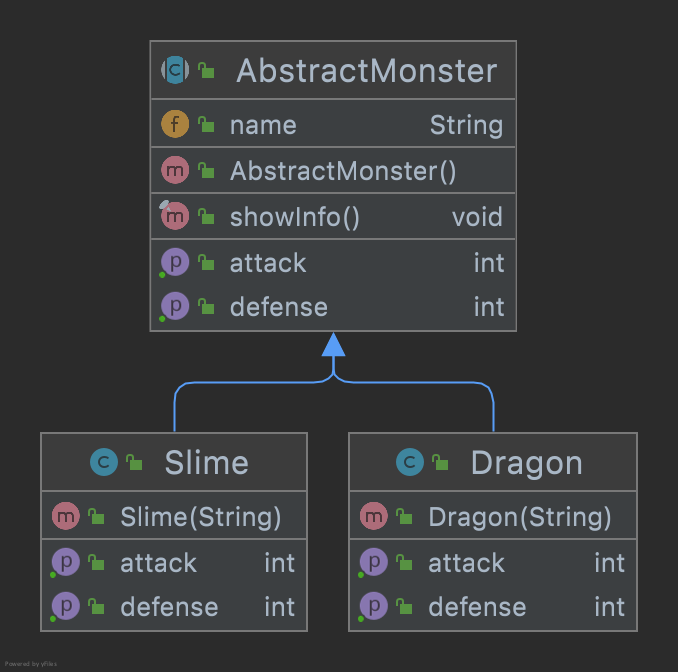 AbstractMonster
name String
AbstractMonster()
showInfo() void
attack int
defense int
Slime
Slime(String)
attack int
defense int
Dragon
Dragon(String)
attack int
defense int
Powered by yFiles